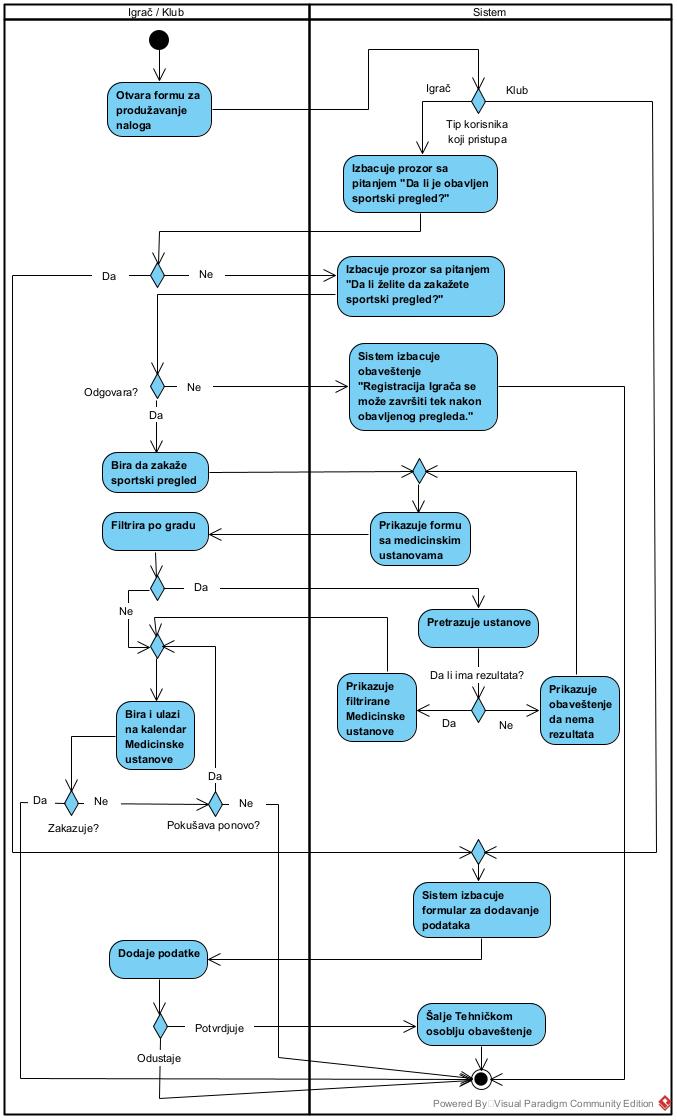 Igrač / Klub
Sistem
Otvara formu za
produžavanje
naloga
Igrač
Klub
Tip korisnika
koji pristupa
Izbacuje prozor sa
pitanjem "Da li je obavljen
sportski pregled?"
Da
Ne
Izbacuje prozor sa pitanjem
"Da li želite da zakažete
sportski pregled?"
Odgovara?
Ne
Da
Sistem izbacuje
obaveštenje
"Registracija Igrača se
može završiti tek nakon
obavljenog pregleda."
Bira da zakaže
sportski pregled
Filtrira po gradu
Prikazuje formu
sa medicinskim
ustanovama
Da
Ne
Pretrazuje ustanove
Da li ima rezultata?
Da
Ne
Prikazuje
filtrirane
Medicinske
ustanove
Prikazuje
obaveštenje
da nema
rezultata
Bira i ulazi
na kalendar
Medicinske
ustanove
Da
Da
Ne
Ne
Zakazuje?
Pokušava ponovo?
Sistem izbacuje
formular za dodavanje
podataka
Dodaje podatke
Potvrdjuje
Odustaje
Šalje Tehničkom
osoblju obaveštenje
Powered By Visual Paradigm Community Edition